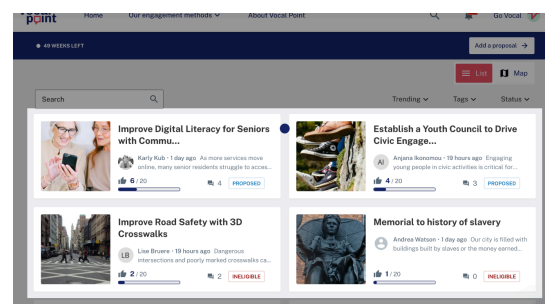 point
Home
Our engagement methods
About Vocal Point
Go Vocal
49 WEEKS LEFT
Add a proposal →
List
Map
Search
Trending
Tags
Status
Improve Digital Literacy for Seniors
with Commu...
Karly Kub • 1 day ago As more services move
online, many senior residents struggle to acces...
6 / 20
4
PROPOSED
Establish a Youth Council to Drive
Civic Engage...
AI
Anjana Ikonomou • 19 hours ago Engaging
young people in civic activities is critical for...
4 / 20
3
PROPOSED
Improve Road Safety with 3D
Crosswalks
LB
Lise Bruers • 19 hours ago Dangerous
intersections and poorly marked crosswalks ca...
2 / 20
2
INELIGIBLE
Memorial to history of slavery
Andrea Watson • 1 day ago Our city is filled with
buildings built by slaves or the money earned...
1 / 20
0
INELIGIBLE